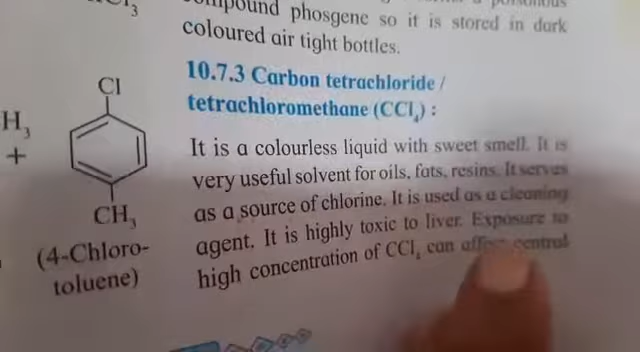 phosgene so it is stored in dark
coloured air tight bottles.
10.7.3 Carbon tetrachloride /
tetrachloromethane (CCl₄) :
It is a colourless liquid with sweet smell. It is
very useful solvent for oils, fats, resins. It serves
as a source of chlorine. It is used as a cleaning
agent. It is highly toxic to liver. Exposure to
high concentration of CCl₄ can affect central
H₃
+
Cl
CH₃
(4-Chloro-
toluene)